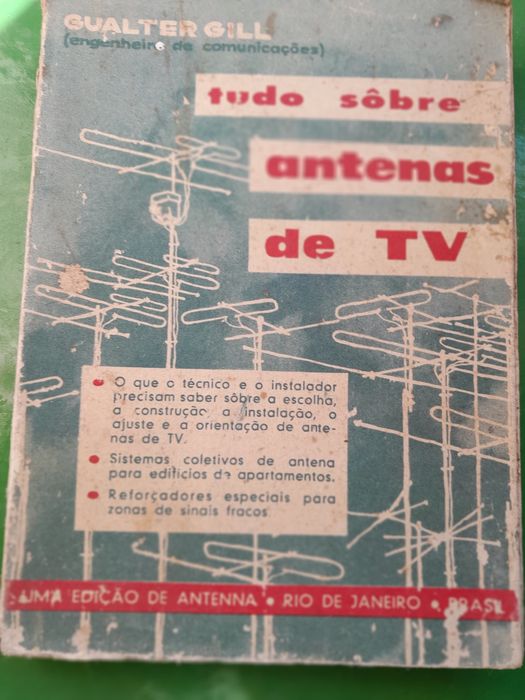 GUALTER GILL
(engenheiro de comunicações)
tudo sôbre
antenas
de TV
O que o técnico e o instalador
precisam saber sôbre a escolha,
a construção, a instalação, o
ajuste e a orientação de ante-
nas de TV.
Sistemas coletivos de antena
para edifícios de apartamentos.
Reforçadores especiais para
zonas de sinais fracos
UMA EDIÇÃO DE ANTENNA • RIO DE JANEIRO • BRASIL